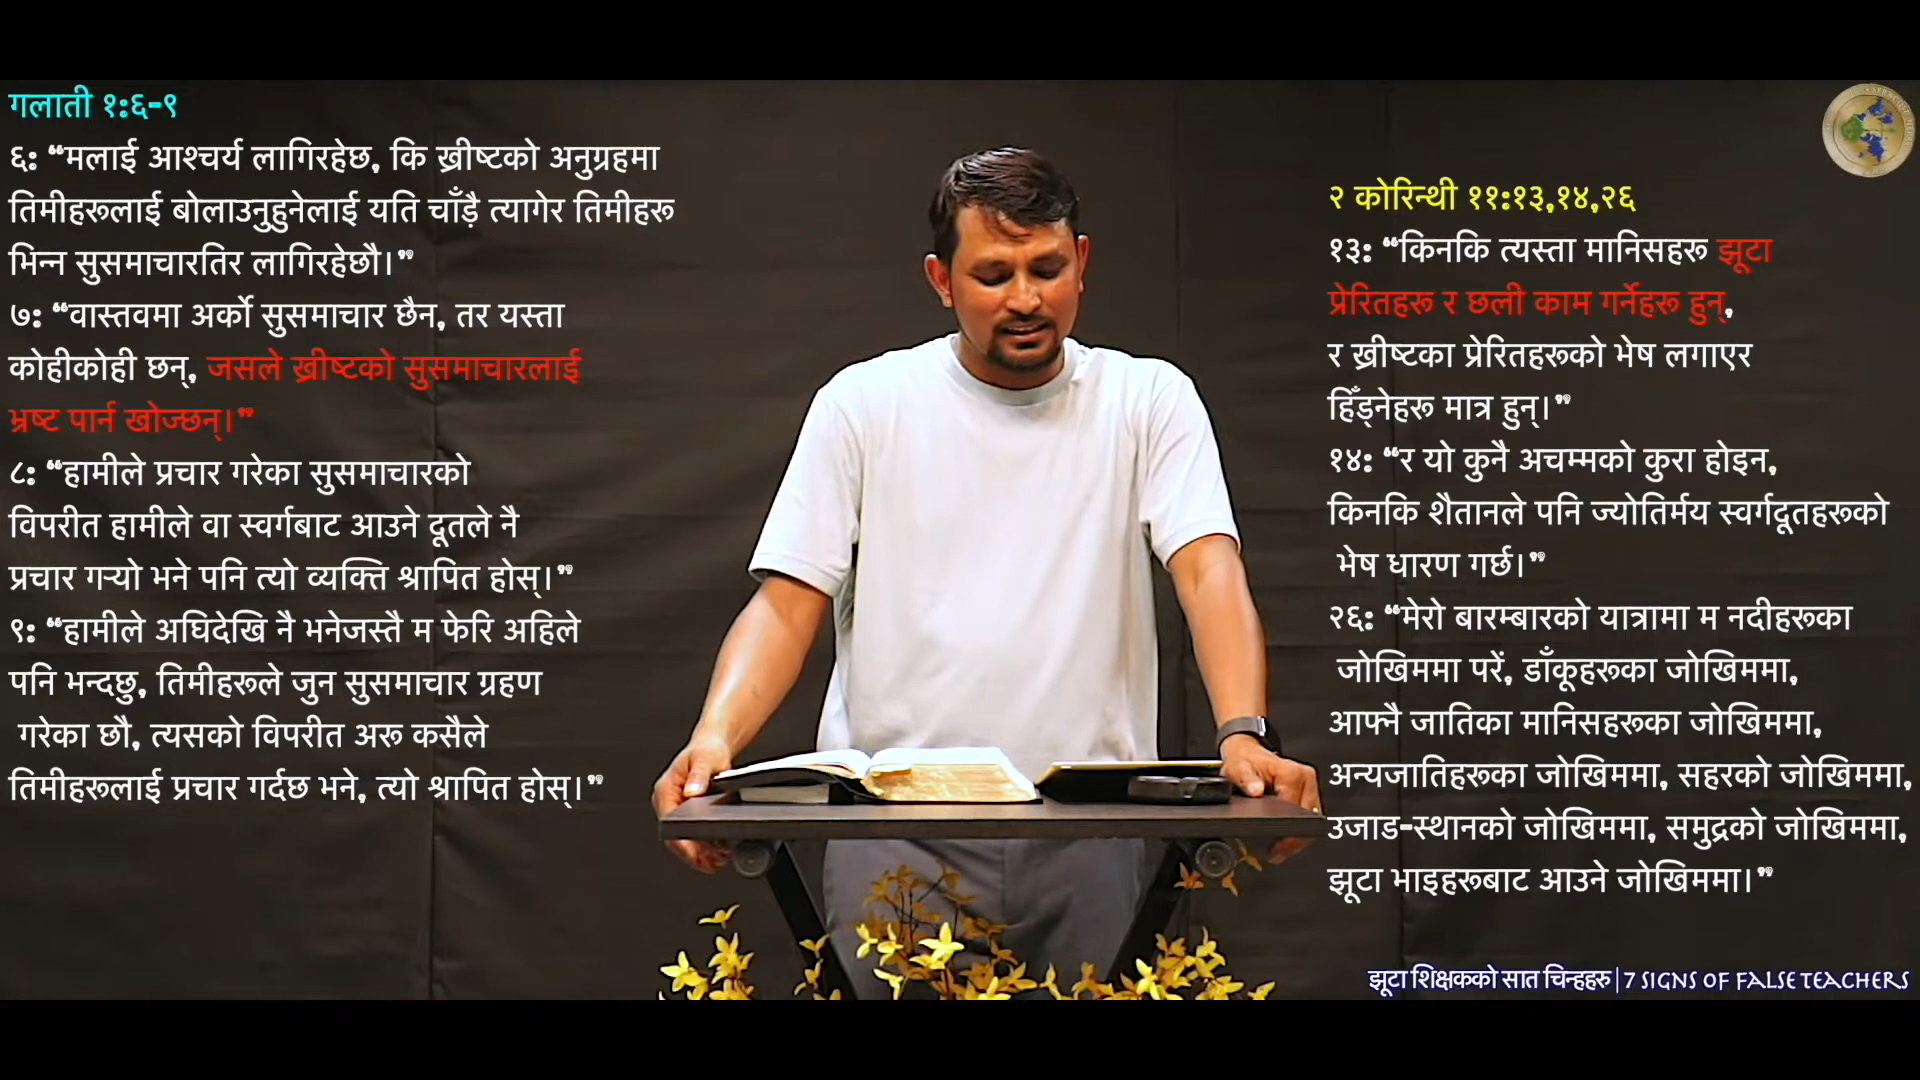 गलाती १:६-९
६: “मलाई आश्चर्य लागिरहेछ, कि ख्रीष्टको अनुग्रहमा
तिमीहरूलाई बोलाउनुहुनेलाई यति चाँड़ै त्यागेर तिमीहरू
भिन्न सुसमाचारतिर लागिरहेछौ।”
७: “वास्तवमा अर्को सुसमाचार छैन, तर यस्ता
कोहीकोही छन्, जसले ख्रीष्टको सुसमाचारलाई
भ्रष्ट पार्न खोज्छन्।”
८: “हामीले प्रचार गरेका सुसमाचारको
विपरीत हामीले वा स्वर्गबाट आउने दूतले नै
प्रचार गऱ्यो भने पनि त्यो व्यक्ति श्रापित होस्।”
९: “हामीले अघिदेखि नै भनेजस्तै म फेरि अहिले
पनि भन्दछु, तिमीहरूले जुन सुसमाचार ग्रहण
गरेका छौ, त्यसको विपरीत अरू कसैले
तिमीहरूलाई प्रचार गर्दछ भने, त्यो श्रापित होस्।”
२ कोरिन्थी ११:१३,१४,२६
१३: “किनकि त्यस्ता मानिसहरू झूटा
प्रेरितहरू र छली काम गर्नेहरू हुन्,
र ख्रीष्टका प्रेरितहरूको भेष लगाएर
हिँड्नेहरू मात्र हुन्।”
१४: “र यो कुनै अचम्मको कुरा होइन,
किनकि शैतानले पनि ज्योतिर्मय स्वर्गदूतहरूको
भेष धारण गर्छ।”
२६: “मेरो बारम्बारको यात्रामा म नदीहरूका
जोखिममा परें, डाँकूहरूका जोखिममा,
आफ्नै जातिका मानिसहरूका जोखिममा,
अन्यजातिहरूका जोखिममा, सहरको जोखिममा,
उजाड-स्थानको जोखिममा, समुद्रको जोखिममा,
झूटा भाइहरूबाट आउने जोखिममा।”
झूटा शिक्षकको सात चिन्हहरु | 7 SIGNS OF FALSE TEACHERS